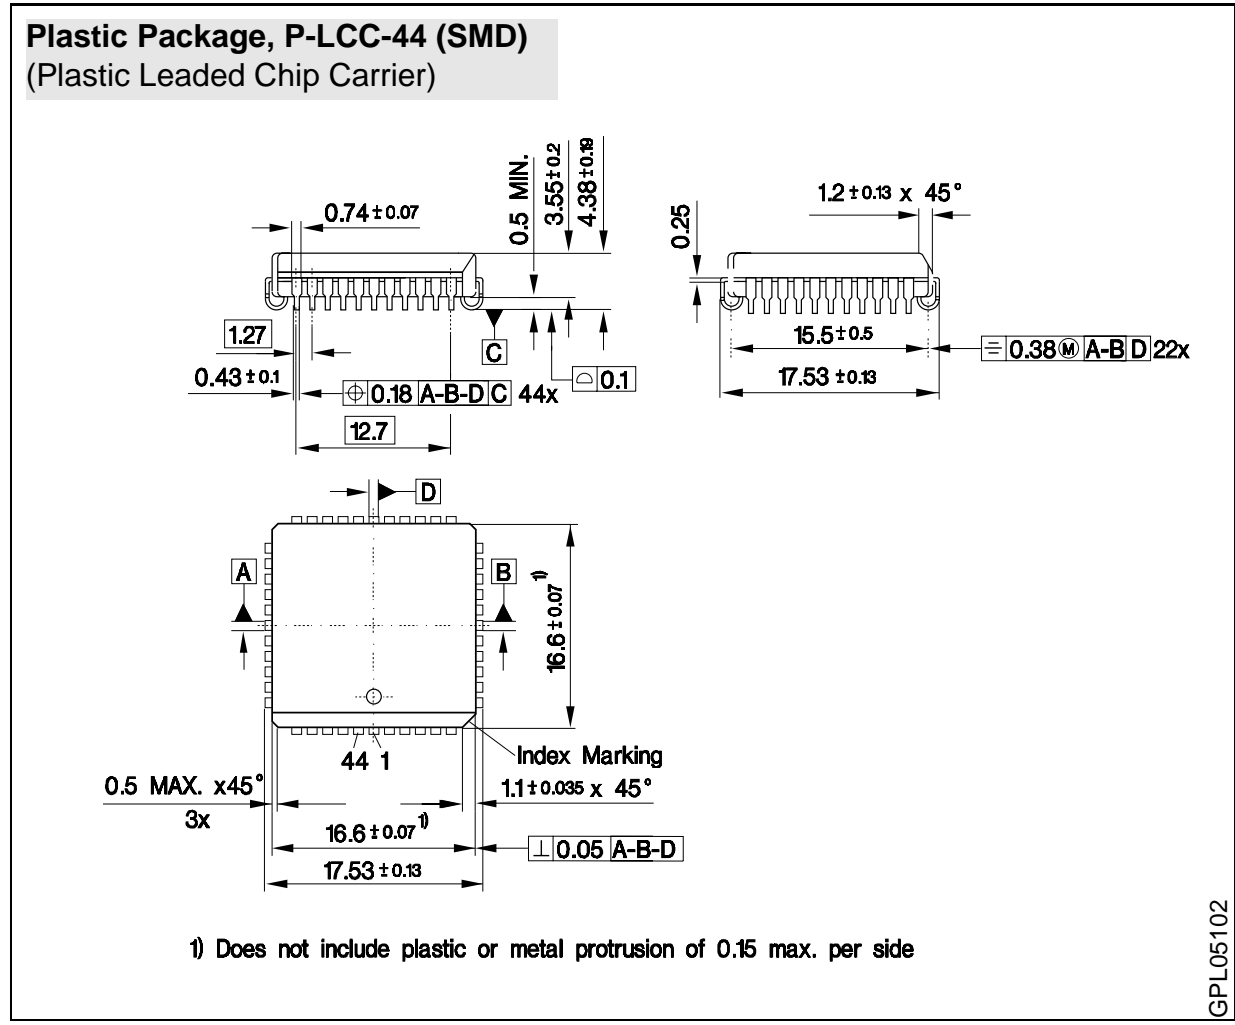 Plastic Package, P-LCC-44 (SMD)
(Plastic Leaded Chip Carrier)
0.74 ±0.07
0.5 MIN.
3.55 ±0.2
4.38 ±0.19
1.27
0.43 ±0.1
⌖ 0.18 A-B-D C 44x
12.7
C
⌓ 0.1
0.25
1.2 ±0.13 x 45°
15.5 ±0.5
⌯ 0.38 Ⓜ A-B D 22x
17.53 ±0.13
D
A
B
16.6 ±0.07 1)
44 1
Index Marking
0.5 MAX. x45°
3x
1.1 ±0.035 x 45°
16.6 ±0.07 1)
⊥ 0.05 A-B-D
17.53 ±0.13
1) Does not include plastic or metal protrusion of 0.15 max. per side
GPL05102